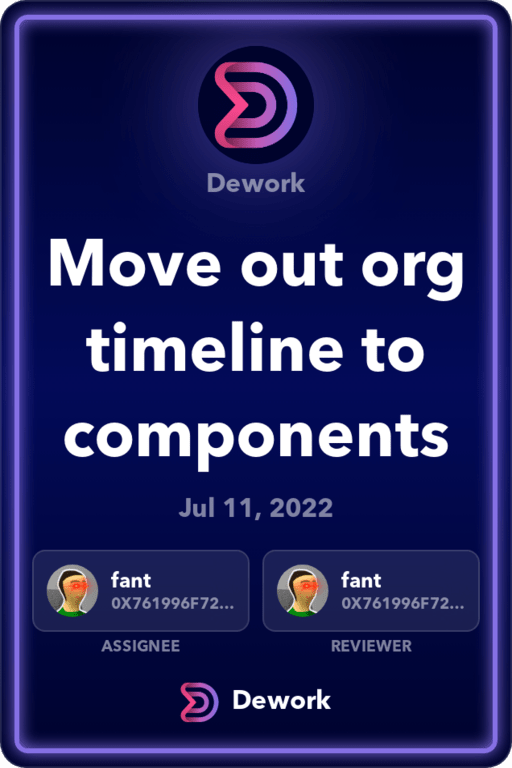 Dework
Move out org
timeline to
components
Jul 11, 2022
fant
0X761996F72...
ASSIGNEE
fant
0X761996F72...
REVIEWER
Dework